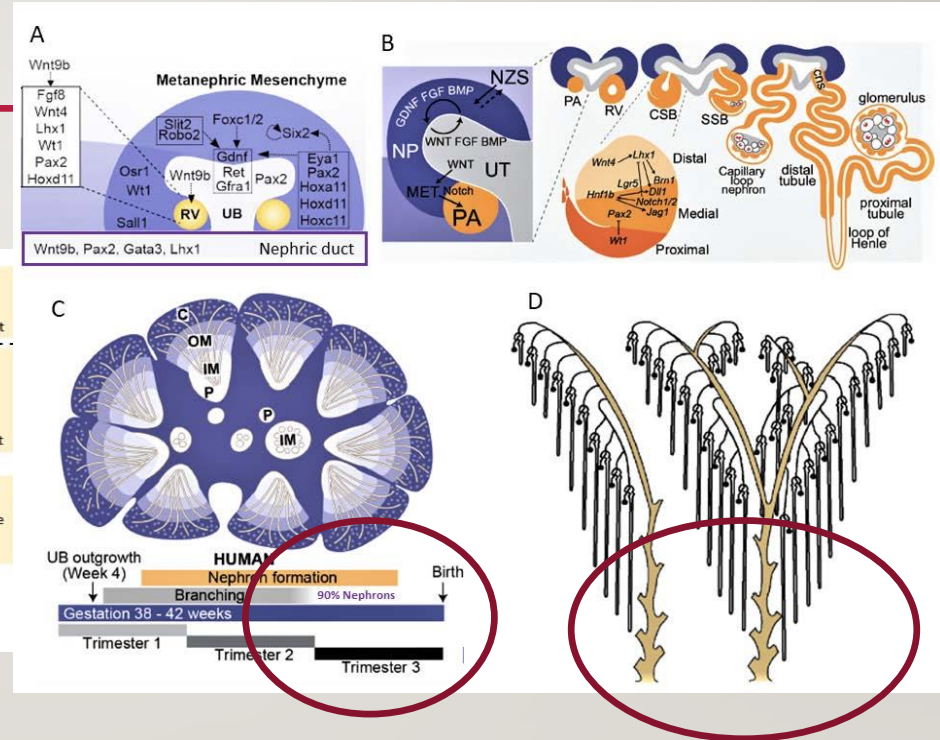 A
Wnt9b
Fgf8
Wnt4
Lhx1
Wt1
Pax2
Hoxd11
Metanephric Mesenchyme
Slit2
Robo2
Foxc1/2
Six2
Gdnf
Ret
Gfra1
Eya1
Pax2
Hoxa11
Hoxd11
Hoxc11
Osr1
Wt1
Wnt9b
Pax2
Sall1
RV
UB
Wnt9b, Pax2, Gata3, Lhx1
Nephric duct
B
NZS
GDNF FGF BMP
WNT FGF BMP
NP
WNT
UT
MET
Notch
PA
PA
RV
CSB
SSB
cns
glomerulus
Capillary
loop
nephron
distal
tubule
proximal
tubule
loop of
Henle
Wnt4
Lhx1
Distal
Lgr5
Brn1
Hnf1b
Dll1
Notch1/2
Jag1
Medial
Pax2
Wt1
Proximal
C
C
OM
IM
P
P
IM
UB outgrowth
(Week 4)
HUMAN
Nephron formation
Birth
Branching
90% Nephrons
Gestation 38 - 42 weeks
Trimester 1
Trimester 2
Trimester 3
D
t
t
e